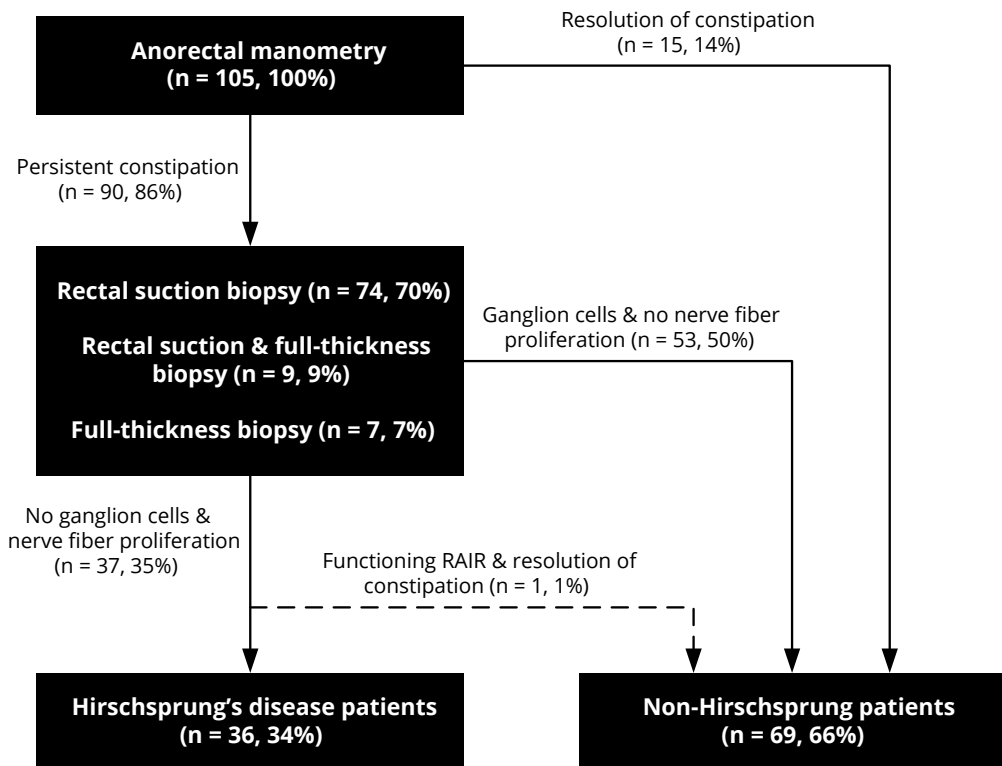 Resolution of constipation
(n = 15, 14%)
Anorectal manometry
(n = 105, 100%)
Persistent constipation
(n = 90, 86%)
Rectal suction biopsy (n = 74, 70%)
Rectal suction & full-thickness
biopsy (n = 9, 9%)
Full-thickness biopsy (n = 7, 7%)
Ganglion cells & no nerve fiber
proliferation (n = 53, 50%)
No ganglion cells &
nerve fiber proliferation
(n = 37, 35%)
Functioning RAIR & resolution of
constipation (n = 1, 1%)
Hirschsprung’s disease patients
(n = 36, 34%)
Non-Hirschsprung patients
(n = 69, 66%)